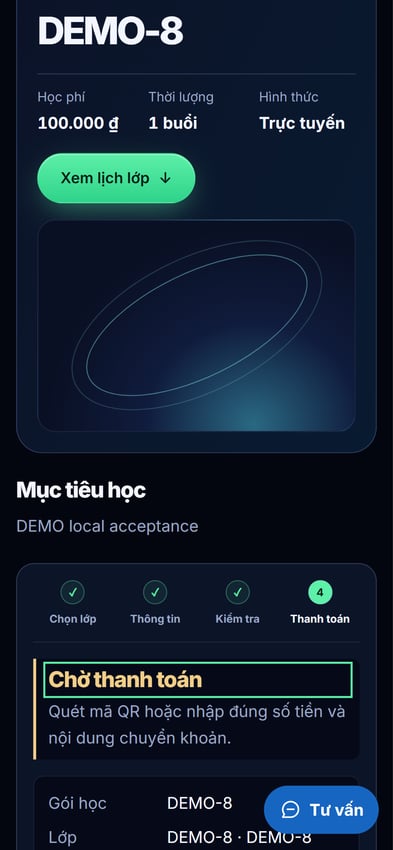 DEMO-8
Học phí Thời lượng Hình thức
100.000 ₫ 1 buổi Trực tuyến
Xem lịch lớp ↓
Mục tiêu học
DEMO local acceptance
✓ ✓ ✓ 4
Chọn lớp Thông tin Kiểm tra Thanh toán
Chờ thanh toán
Quét mã QR hoặc nhập đúng số tiền và
nội dung chuyển khoản.
Gói học DEMO-8
Tư vấn
Lớp DEMO-8 · DEMO-8